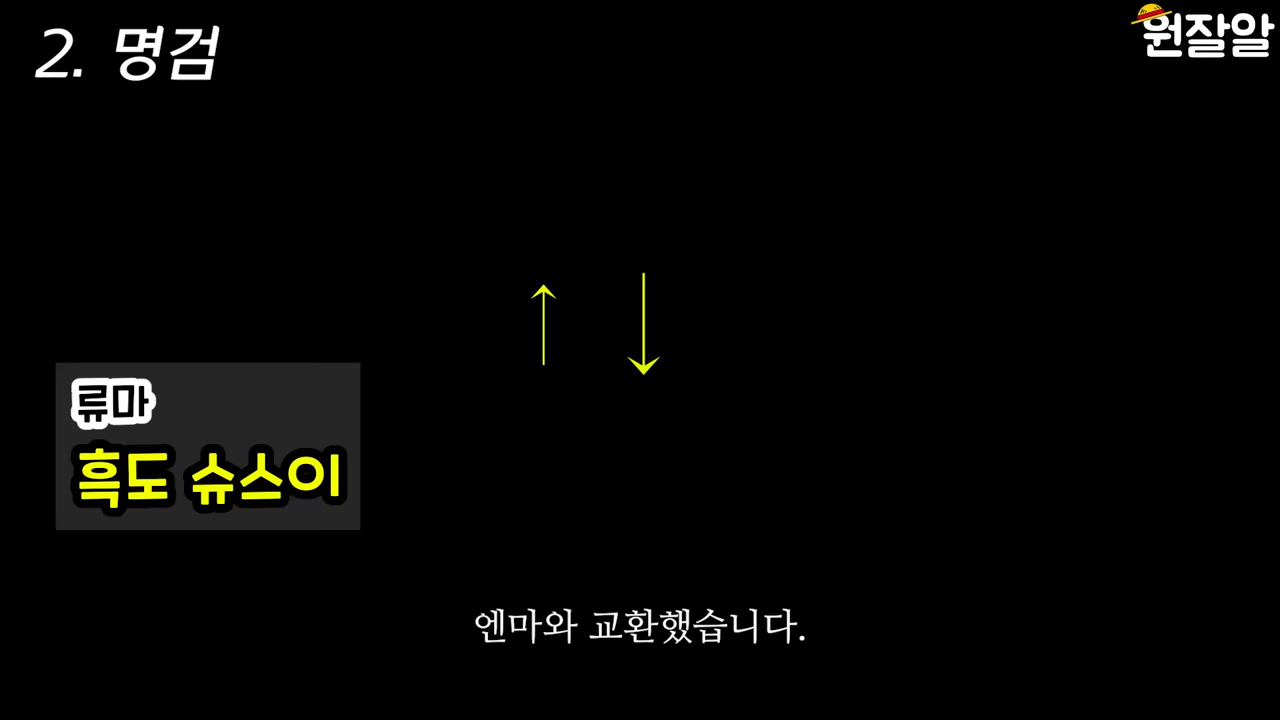 2. 명검
원잘알
류마
흑도 슈스이
엔마와 교환했습니다.